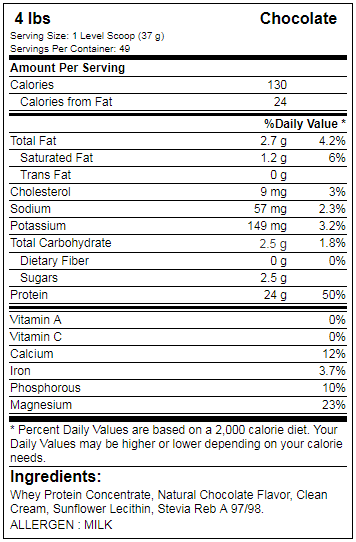 4 lbs Chocolate
Serving Size: 1 Level Scoop (37 g)
Servings Per Container: 49
Amount Per Serving
Calories 130
Calories from Fat 24
%Daily Value *
Total Fat 2.7 g 4.2%
Saturated Fat 1.2 g 6%
Trans Fat 0 g
Cholesterol 9 mg 3%
Sodium 57 mg 2.3%
Potassium 149 mg 3.2%
Total Carbohydrate 2.5 g 1.8%
Dietary Fiber 0 g 0%
Sugars 2.5 g
Protein 24 g 50%
Vitamin A 0%
Vitamin C 0%
Calcium 12%
Iron 3.7%
Phosphorous 10%
Magnesium 23%
* Percent Daily Values are based on a 2,000 calorie diet. Your
Daily Values may be higher or lower depending on your calorie
needs.
Ingredients:
Whey Protein Concentrate, Natural Chocolate Flavor, Clean
Cream, Sunflower Lecithin, Stevia Reb A 97/98.
ALLERGEN : MILK